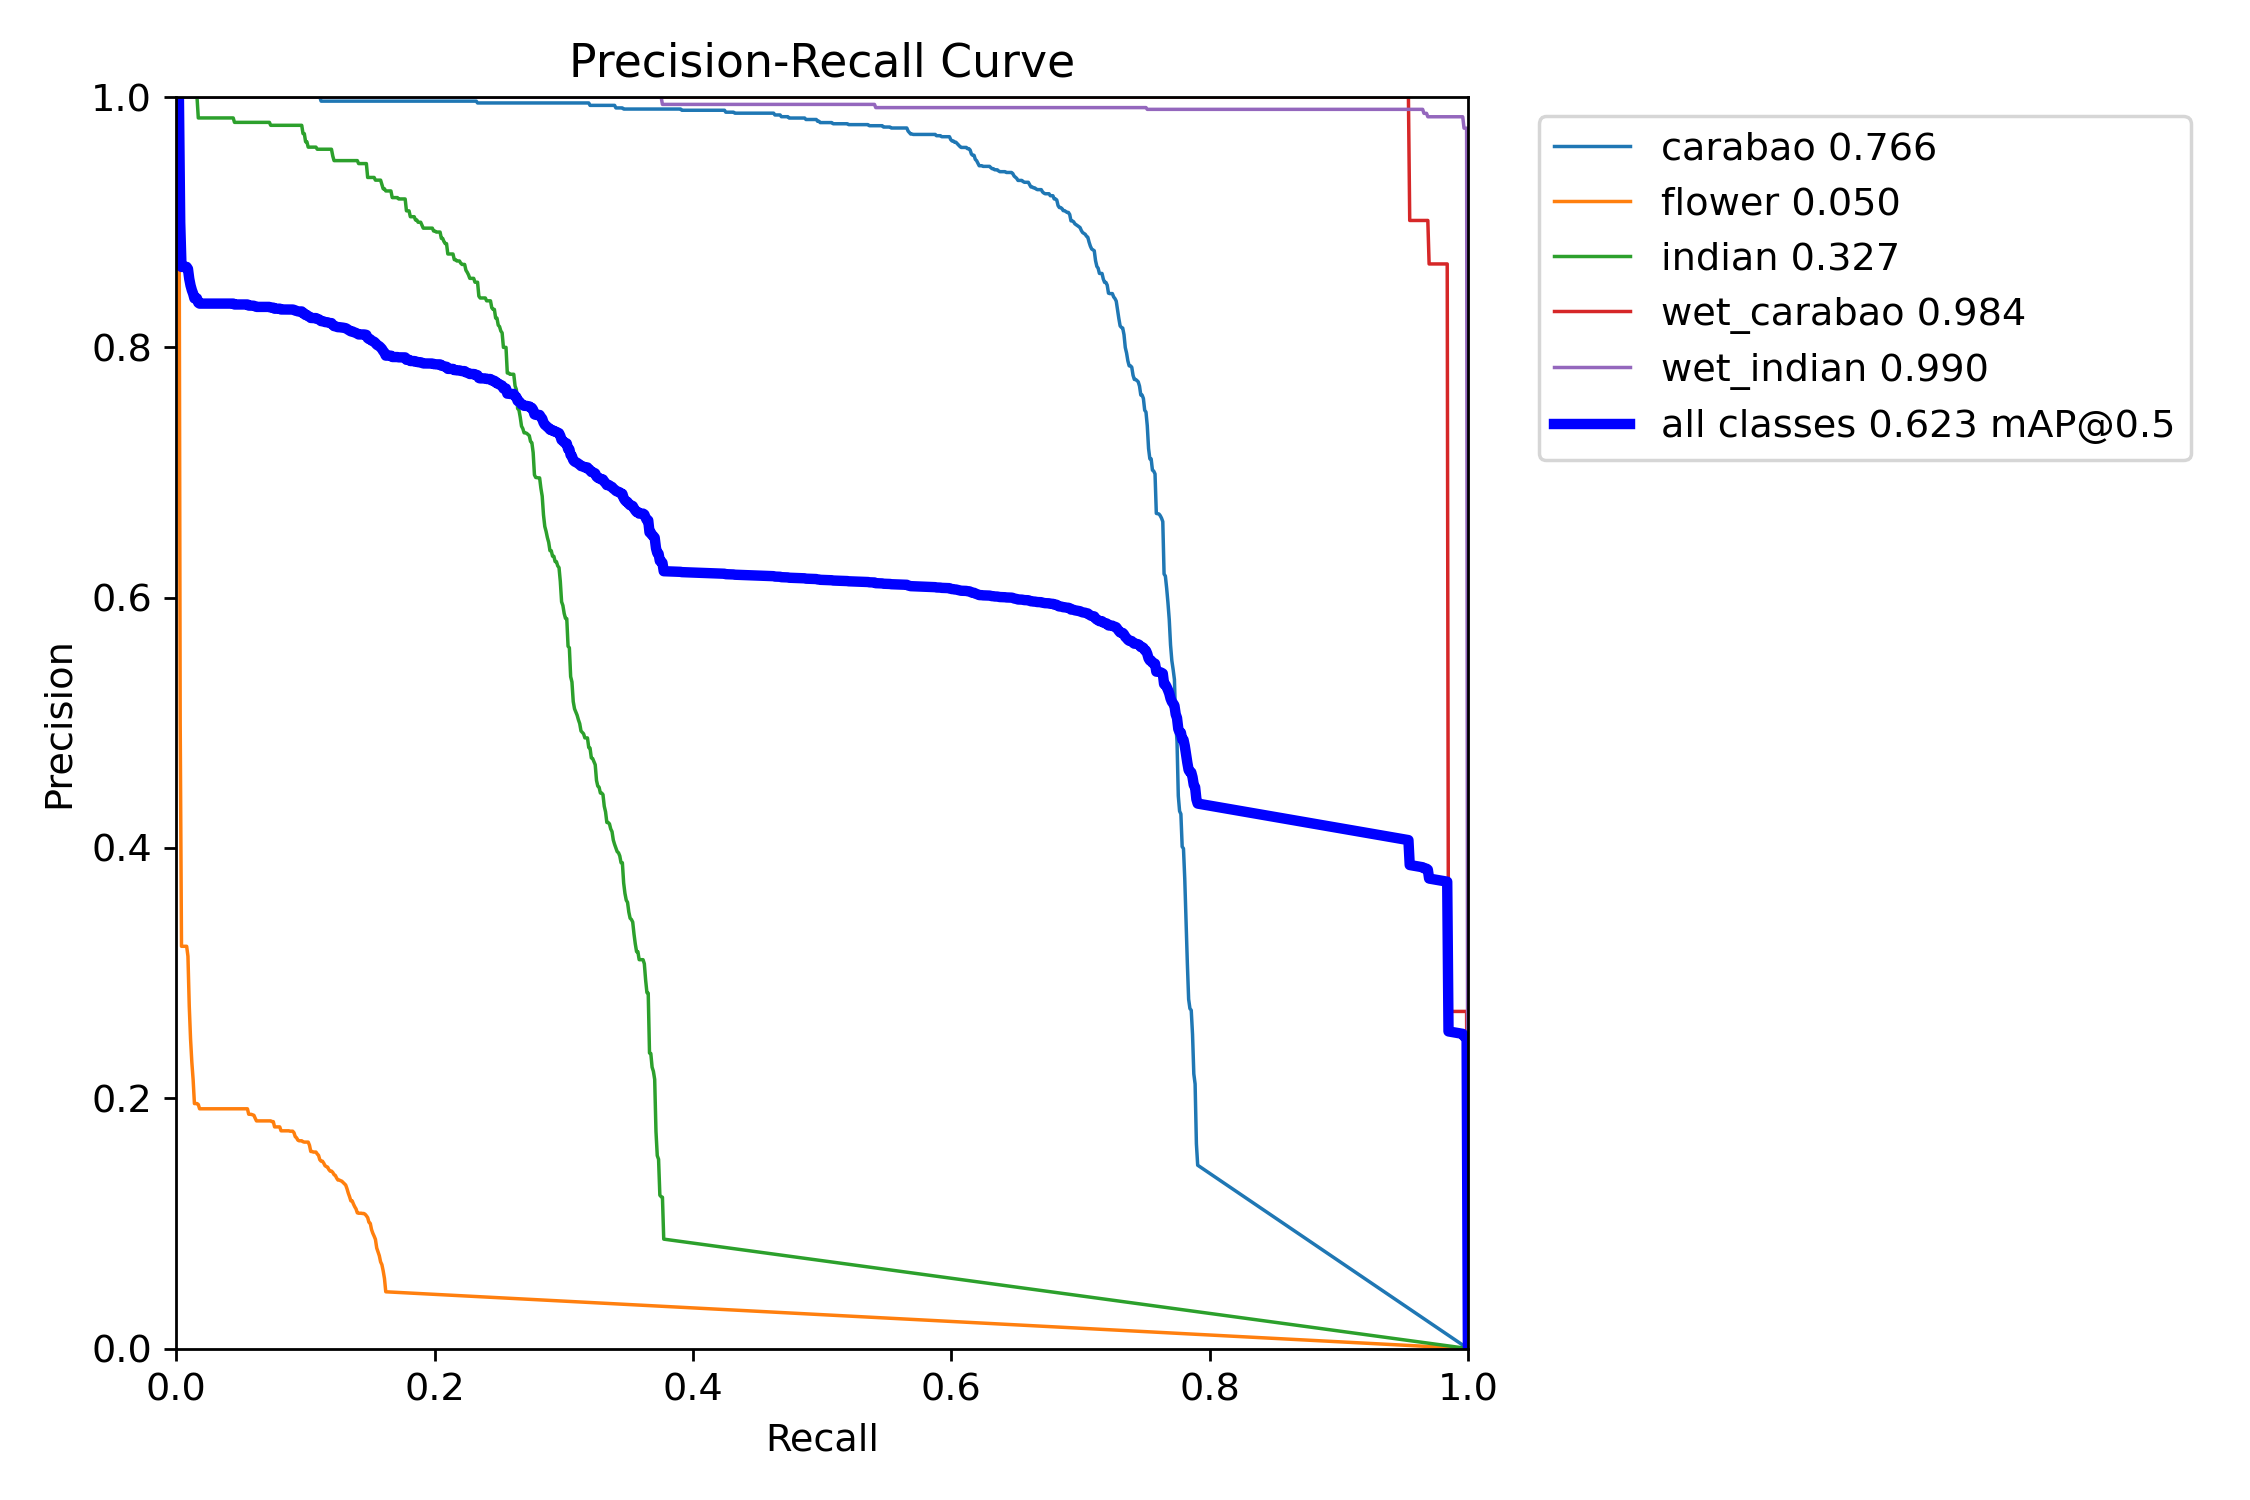 Precision-Recall Curve
1.0
0.8
0.6
0.4
0.2
0.0
Precision
0.0 0.2 0.4 0.6 0.8 1.0
Recall
carabao 0.766
flower 0.050
indian 0.327
wet_carabao 0.984
wet_indian 0.990
all classes 0.623 mAP@0.5